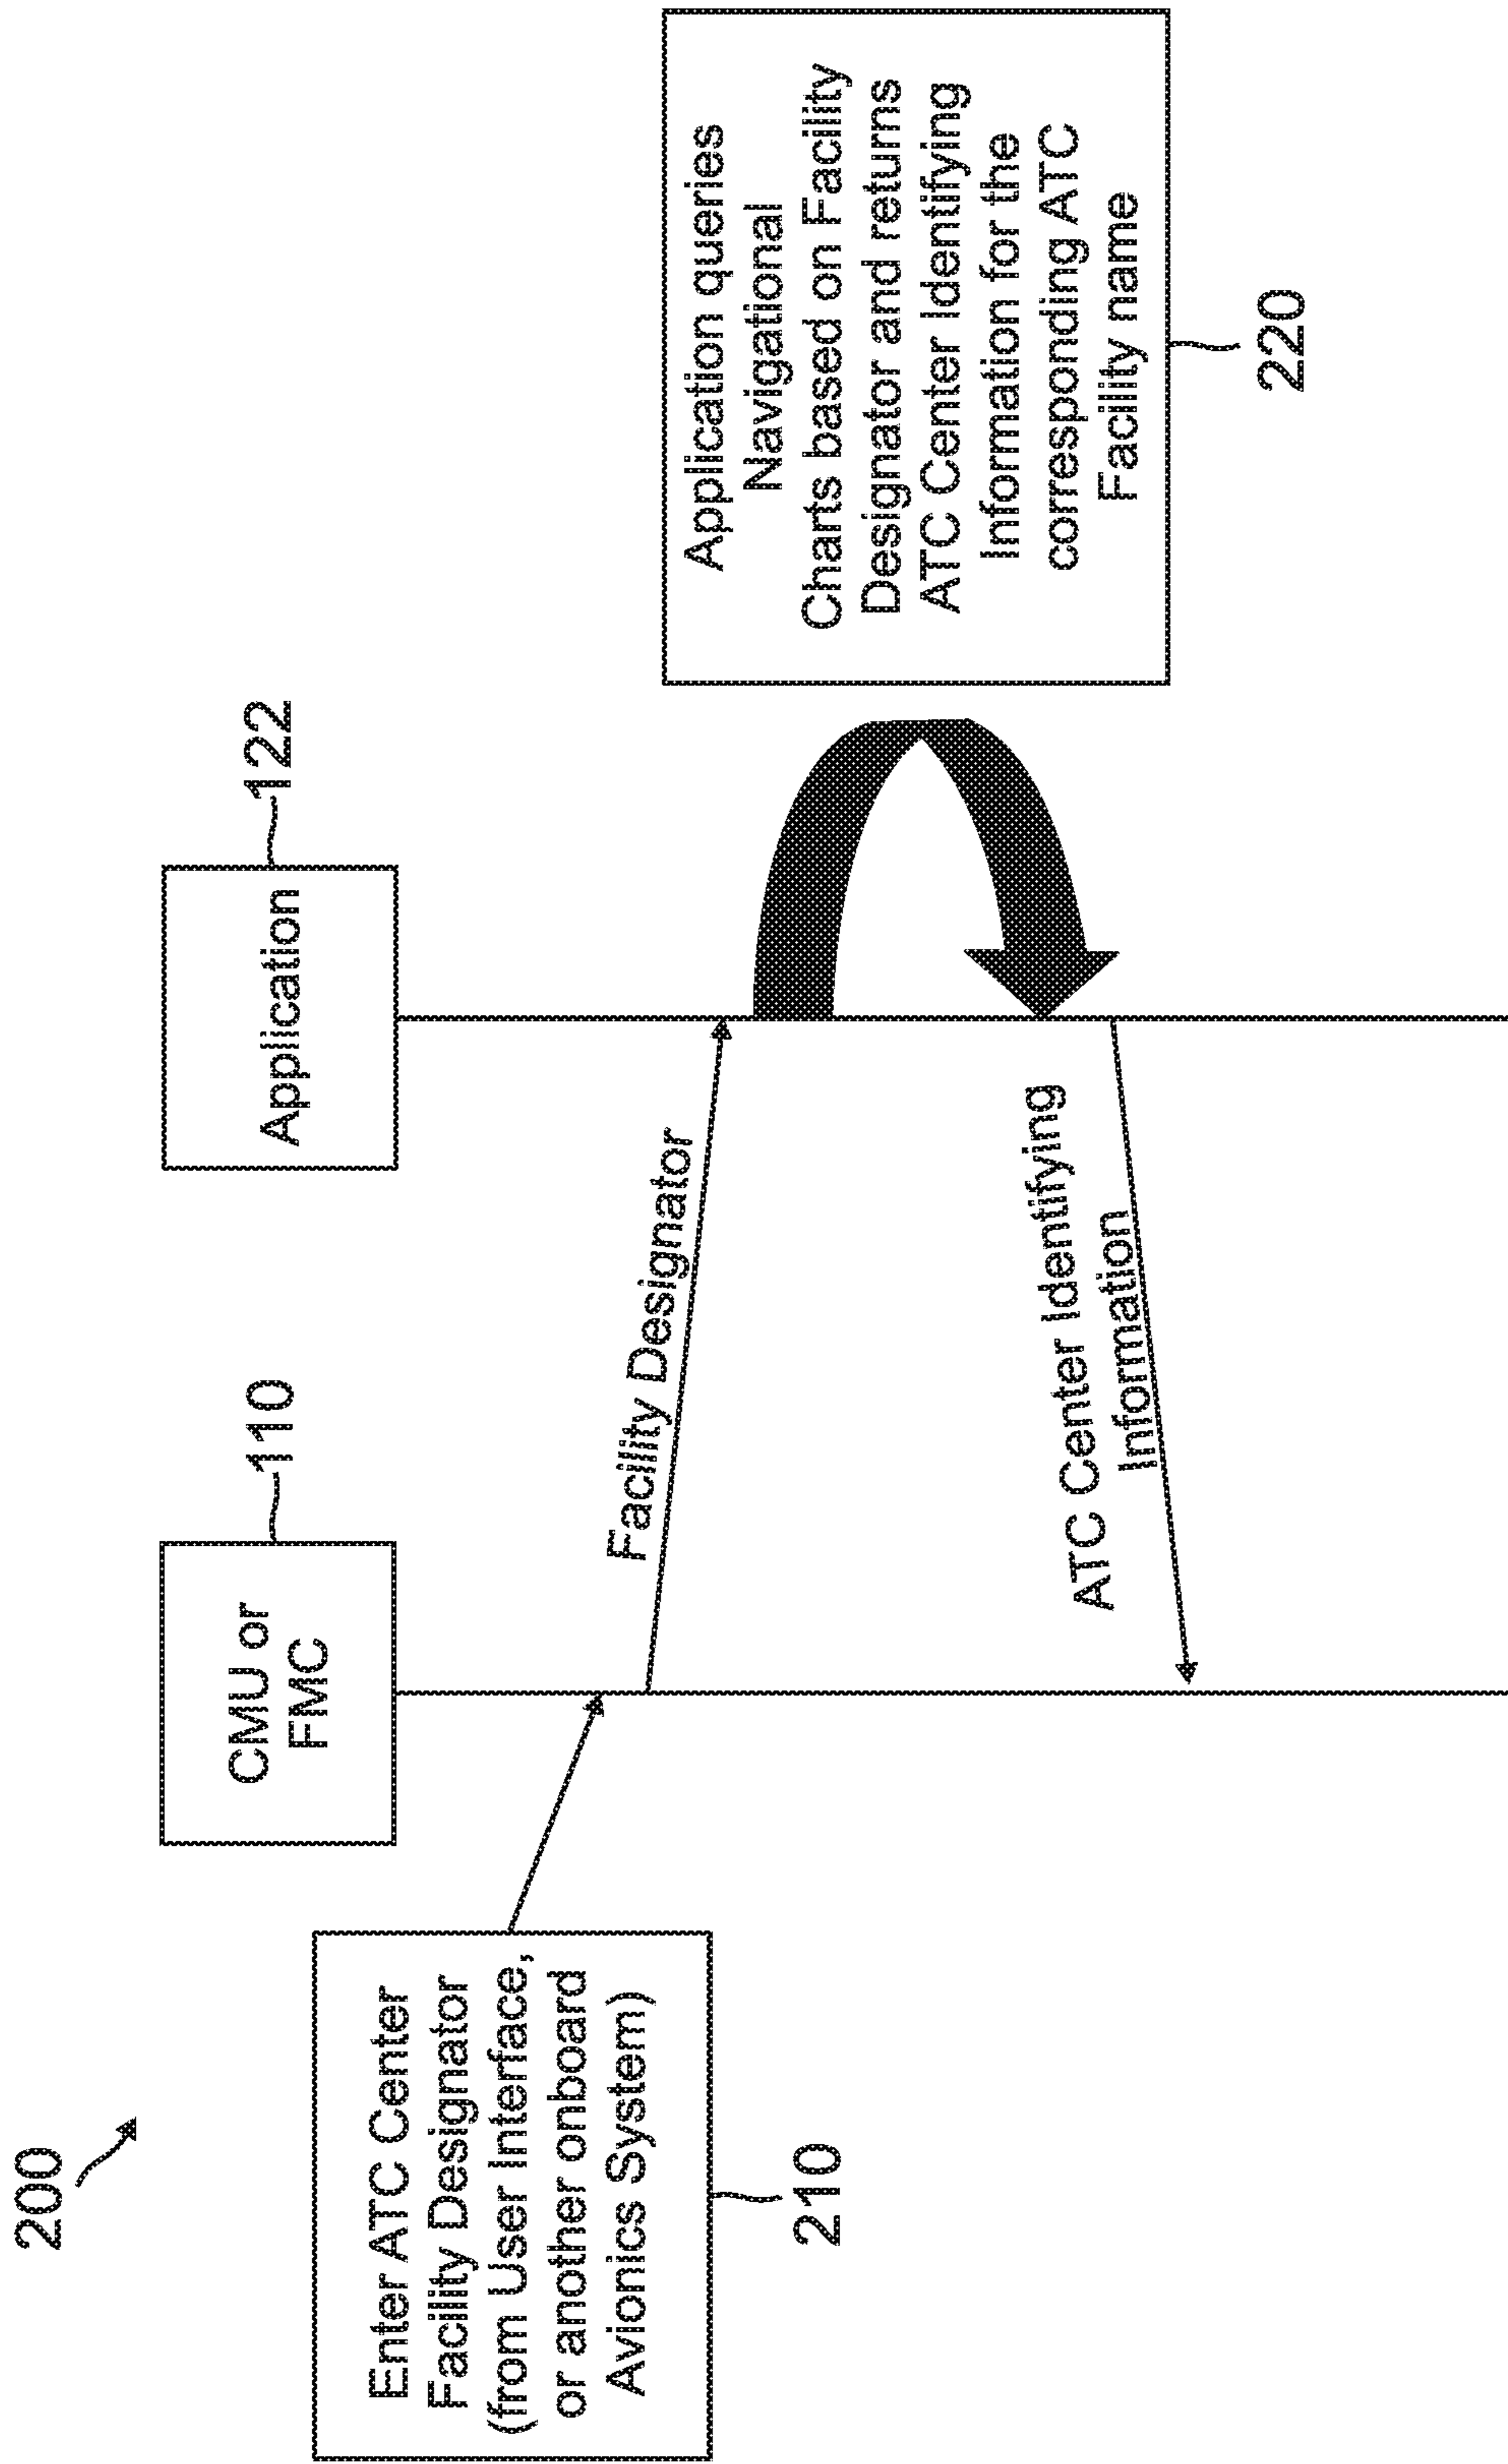 200
Enter ATC Center
Facility Designator
(from User Interface,
or another onboard
Avionics System)
210
CMU or
FMC
110
Facility Designator
ATC Center Identifying
Information
Application
122
Application queries
Navigational
Charts based on Facility
Designator and returns
ATC Center Identifying
Information for the
corresponding ATC
Facility name
220